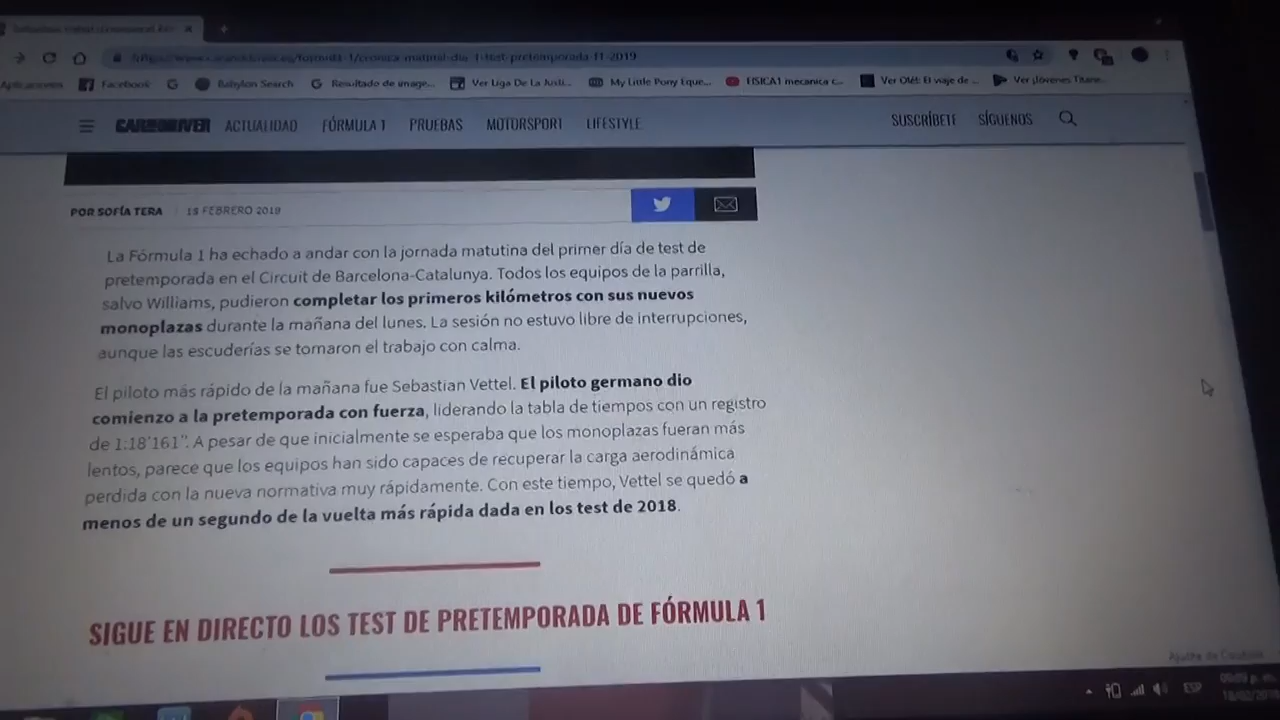 Facebook
Babylon Search
Resultado de image...
Ver Liga De La Justi...
My Little Pony Eque...
FISICA1 mecanica c...
Ver Olé!: El viaje de ...
Ver Jóvenes Titane...
CAR AND DRIVER ACTUALIDAD FÓRMULA 1 PRUEBAS MOTORSPORT LIFESTYLE SUSCRÍBETE SÍGUENOS
POR SOFÍA TERA 18 FEBRERO 2019
La Fórmula 1 ha echado a andar con la jornada matutina del primer día de test de
pretemporada en el Circuit de Barcelona-Catalunya. Todos los equipos de la parrilla,
salvo Williams, pudieron completar los primeros kilómetros con sus nuevos
monoplazas durante la mañana del lunes. La sesión no estuvo libre de interrupciones,
aunque las escuderías se tomaron el trabajo con calma.
El piloto más rápido de la mañana fue Sebastian Vettel. El piloto germano dio
comienzo a la pretemporada con fuerza, liderando la tabla de tiempos con un registro
de 1:18'161". A pesar de que inicialmente se esperaba que los monoplazas fueran más
lentos, parece que los equipos han sido capaces de recuperar la carga aerodinámica
perdida con la nueva normativa muy rápidamente. Con este tiempo, Vettel se quedó a
menos de un segundo de la vuelta más rápida dada en los test de 2018.
SIGUE EN DIRECTO LOS TEST DE PRETEMPORADA DE FÓRMULA 1
ESP